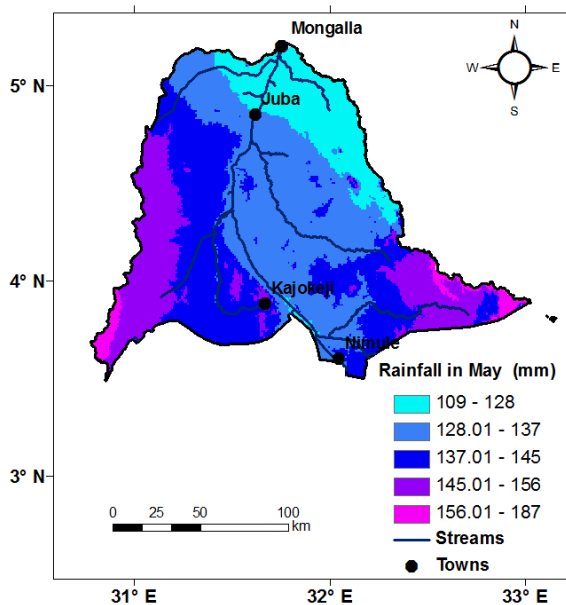 Mongalla
N
W
E
S
5° N
Juba
4° N
Kajokeji
Nimule
Rainfall in May (mm)
109 - 128
128.01 - 137
137.01 - 145
145.01 - 156
156.01 - 187
Streams
Towns
3° N
0 25 50 100
km
31° E
32° E
33° E